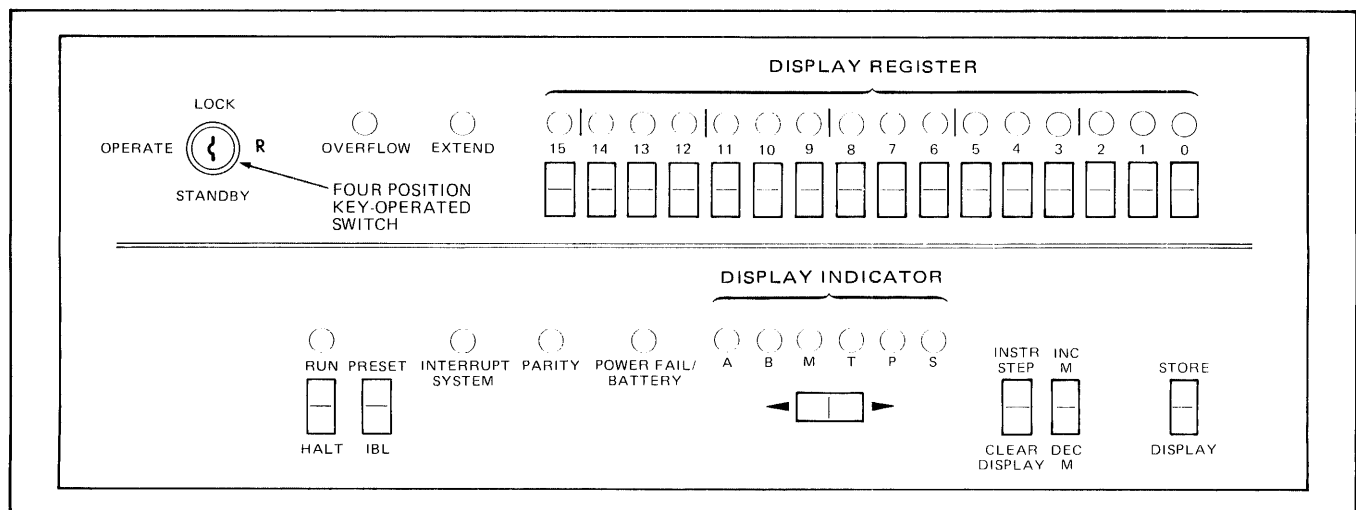 DISPLAY REGISTER
LOCK
OPERATE R
STANDBY
FOUR POSITION
KEY-OPERATED
SWITCH
OVERFLOW EXTEND
15 14 13 12 11 10 9 8 7 6 5 4 3 2 1 0
DISPLAY INDICATOR
A B M T P S
RUN PRESET
HALT IBL
INTERRUPT
SYSTEM
PARITY
POWER FAIL/
BATTERY
INSTR
STEP
INC
M
STORE
CLEAR
DISPLAY
DEC
M
DISPLAY